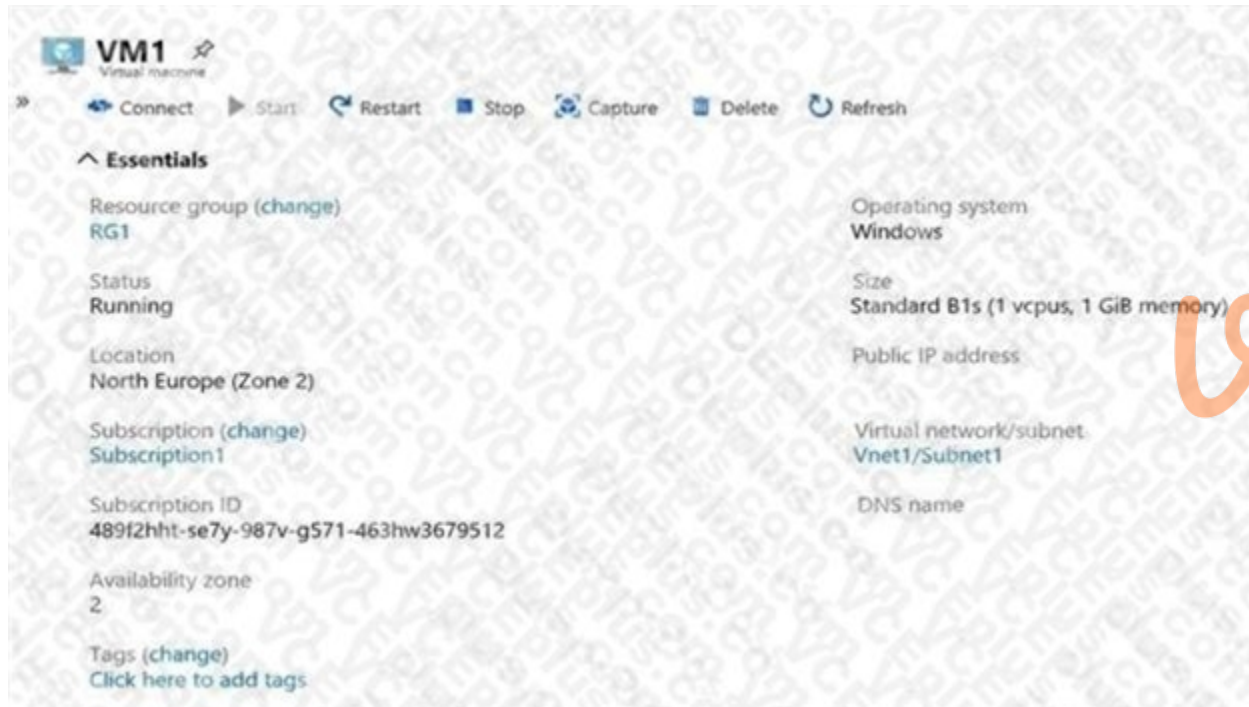 VM1
Virtual machine
» Connect Start Restart Stop Capture Delete Refresh
Essentials
Resource group (change)
RG1
Status
Running
Location
North Europe (Zone 2)
Subscription (change)
Subscription1
Subscription ID
489f2hht-se7y-987v-g571-463hw3679512
Availability zone
2
Tags (change)
Click here to add tags
Operating system
Windows
Size
Standard B1s (1 vcpus, 1 GiB memory)
Public IP address
Virtual network/subnet
Vnet1/Subnet1
DNS name